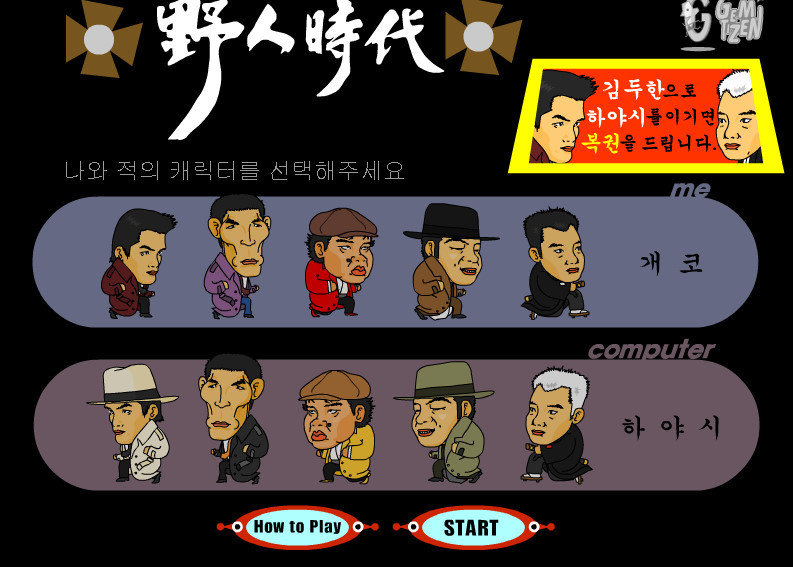 野人時代
GEMTIZEN
김두한으로
하야시를이기면
복권을 드립니다.
나와 적의 캐릭터를 선택해주세요
me
개 코
computer
하 야 시
How to Play
START